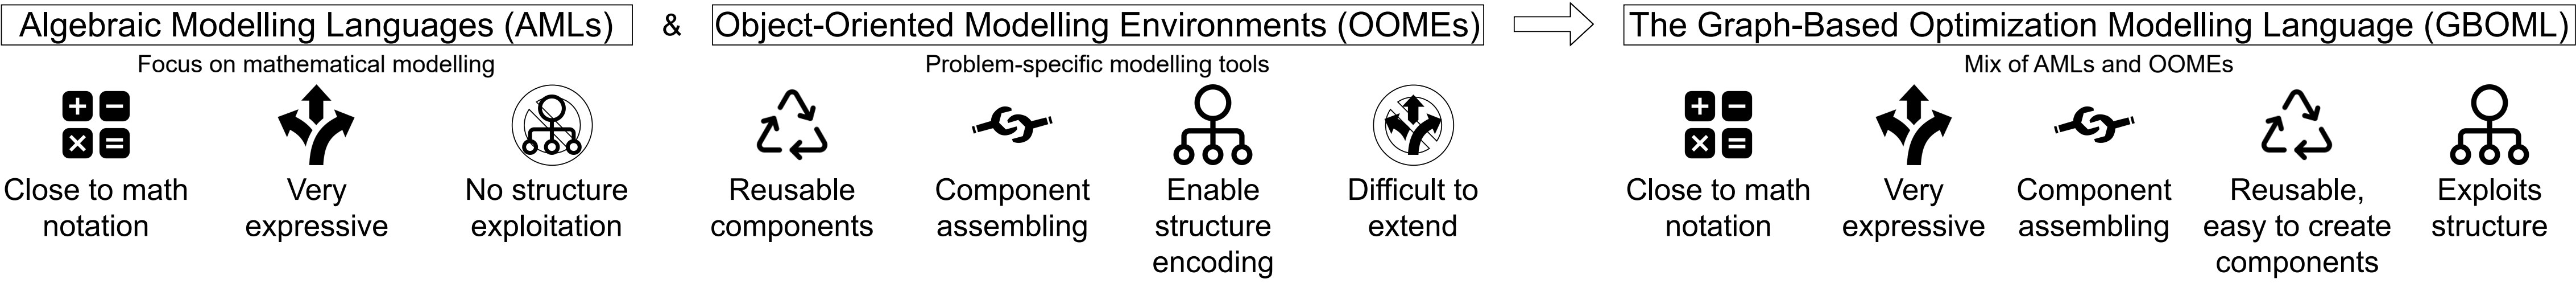 Algebraic Modelling Languages (AMLs)
Focus on mathematical modelling
Close to math
notation
Very
expressive
No structure
exploitation
&
Object-Oriented Modelling Environments (OOMEs)
Problem-specific modelling tools
Reusable
components
Component
assembling
Enable
structure
encoding
Difficult to
extend
The Graph-Based Optimization Modelling Language (GBOML)
Mix of AMLs and OOMEs
Close to math
notation
Very
expressive
Component
assembling
Reusable,
easy to create
components
Exploits
structure